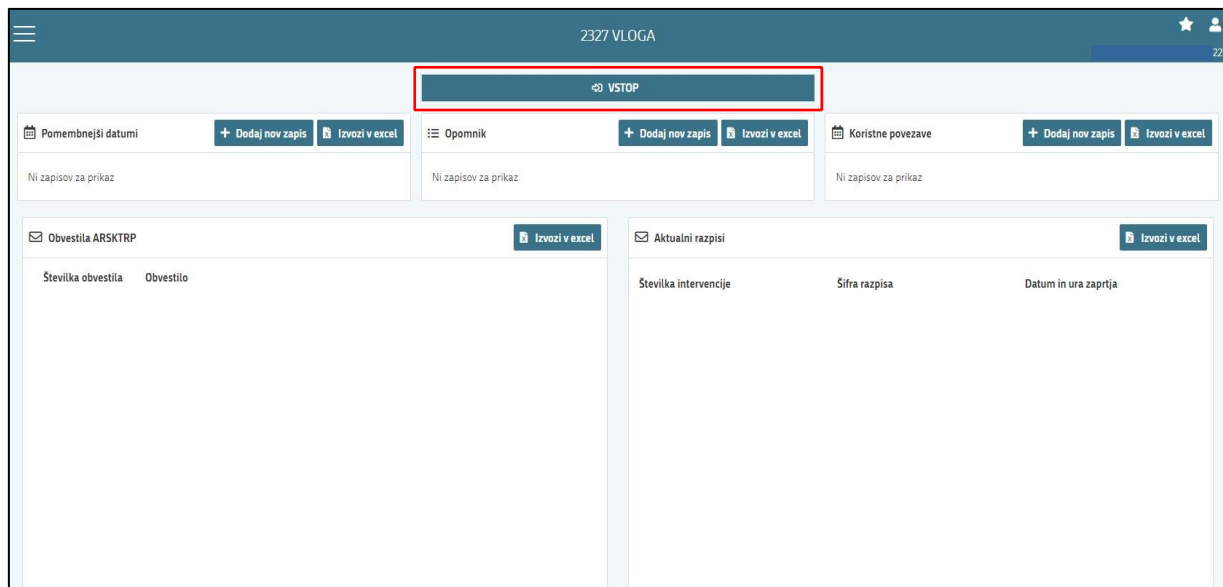 2327 VLOGA
22
VSTOP
Pomembnejši datumi
+ Dodaj nov zapis
Izvozi v excel
Ni zapisov za prikaz
Opomnik
+ Dodaj nov zapis
Izvozi v excel
Ni zapisov za prikaz
Koristne povezave
+ Dodaj nov zapis
Izvozi v excel
Ni zapisov za prikaz
Obvestila ARSKTRP
Izvozi v excel
Številka obvestila Obvestilo
Aktualni razpisi
Izvozi v excel
Številka intervencije Šifra razpisa Datum in ura zaprtja